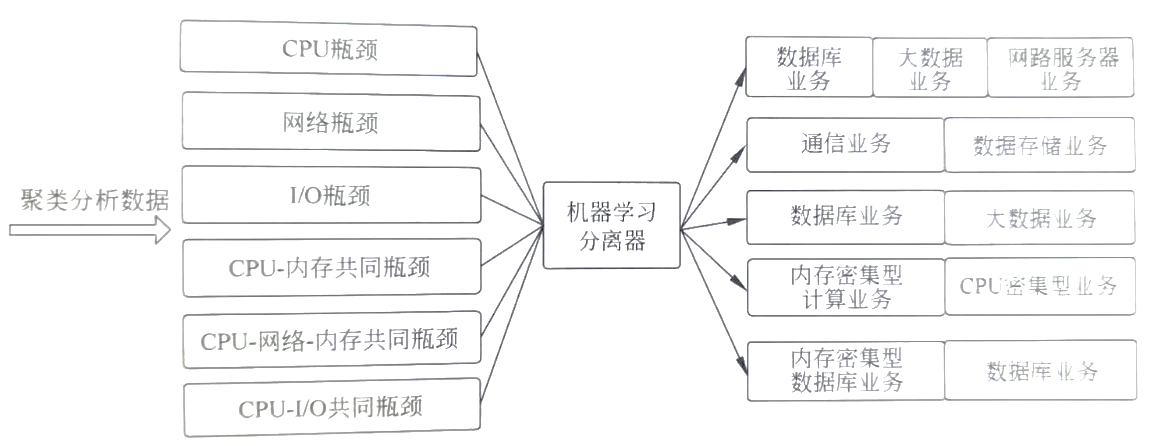 聚类分析数据
CPU瓶颈
网络瓶颈
I/O瓶颈
CPU-内存共同瓶颈
CPU-网络-内存共同瓶颈
CPU-I/O共同瓶颈
机器学习
分离器
数据库
业务
大数据
业务
网路服务器
业务
通信业务
数据存储业务
数据库业务
大数据业务
内存密集型
计算业务
CPU密集型业务
内存密集型
数据库业务
数据库业务